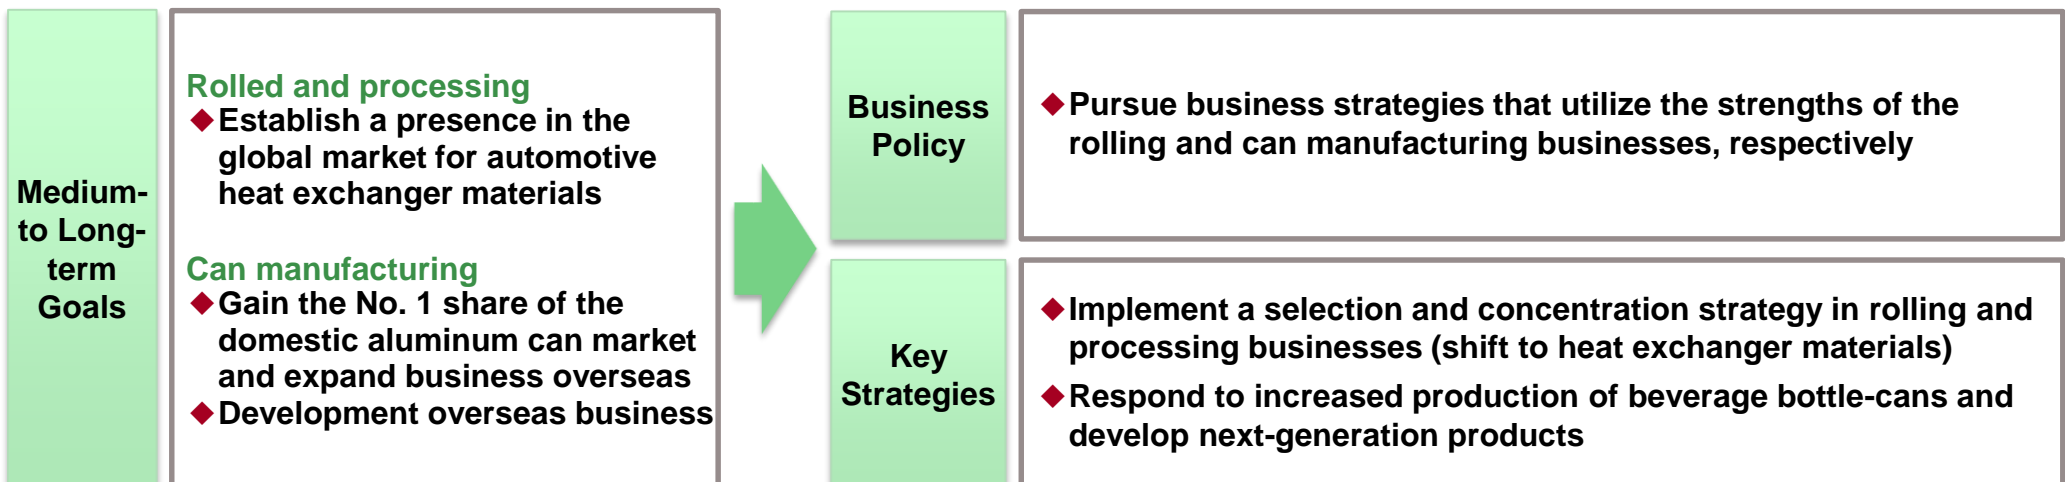 Medium-
to Long-
term
Goals
Rolled and processing
◆Establish a presence in the
global market for automotive
heat exchanger materials
Can manufacturing
◆Gain the No. 1 share of the
domestic aluminum can market
and expand business overseas
◆Development overseas business
Business
Policy
◆Pursue business strategies that utilize the strengths of the
rolling and can manufacturing businesses, respectively
Key
Strategies
◆Implement a selection and concentration strategy in rolling and
processing businesses (shift to heat exchanger materials)
◆Respond to increased production of beverage bottle-cans and
develop next-generation products